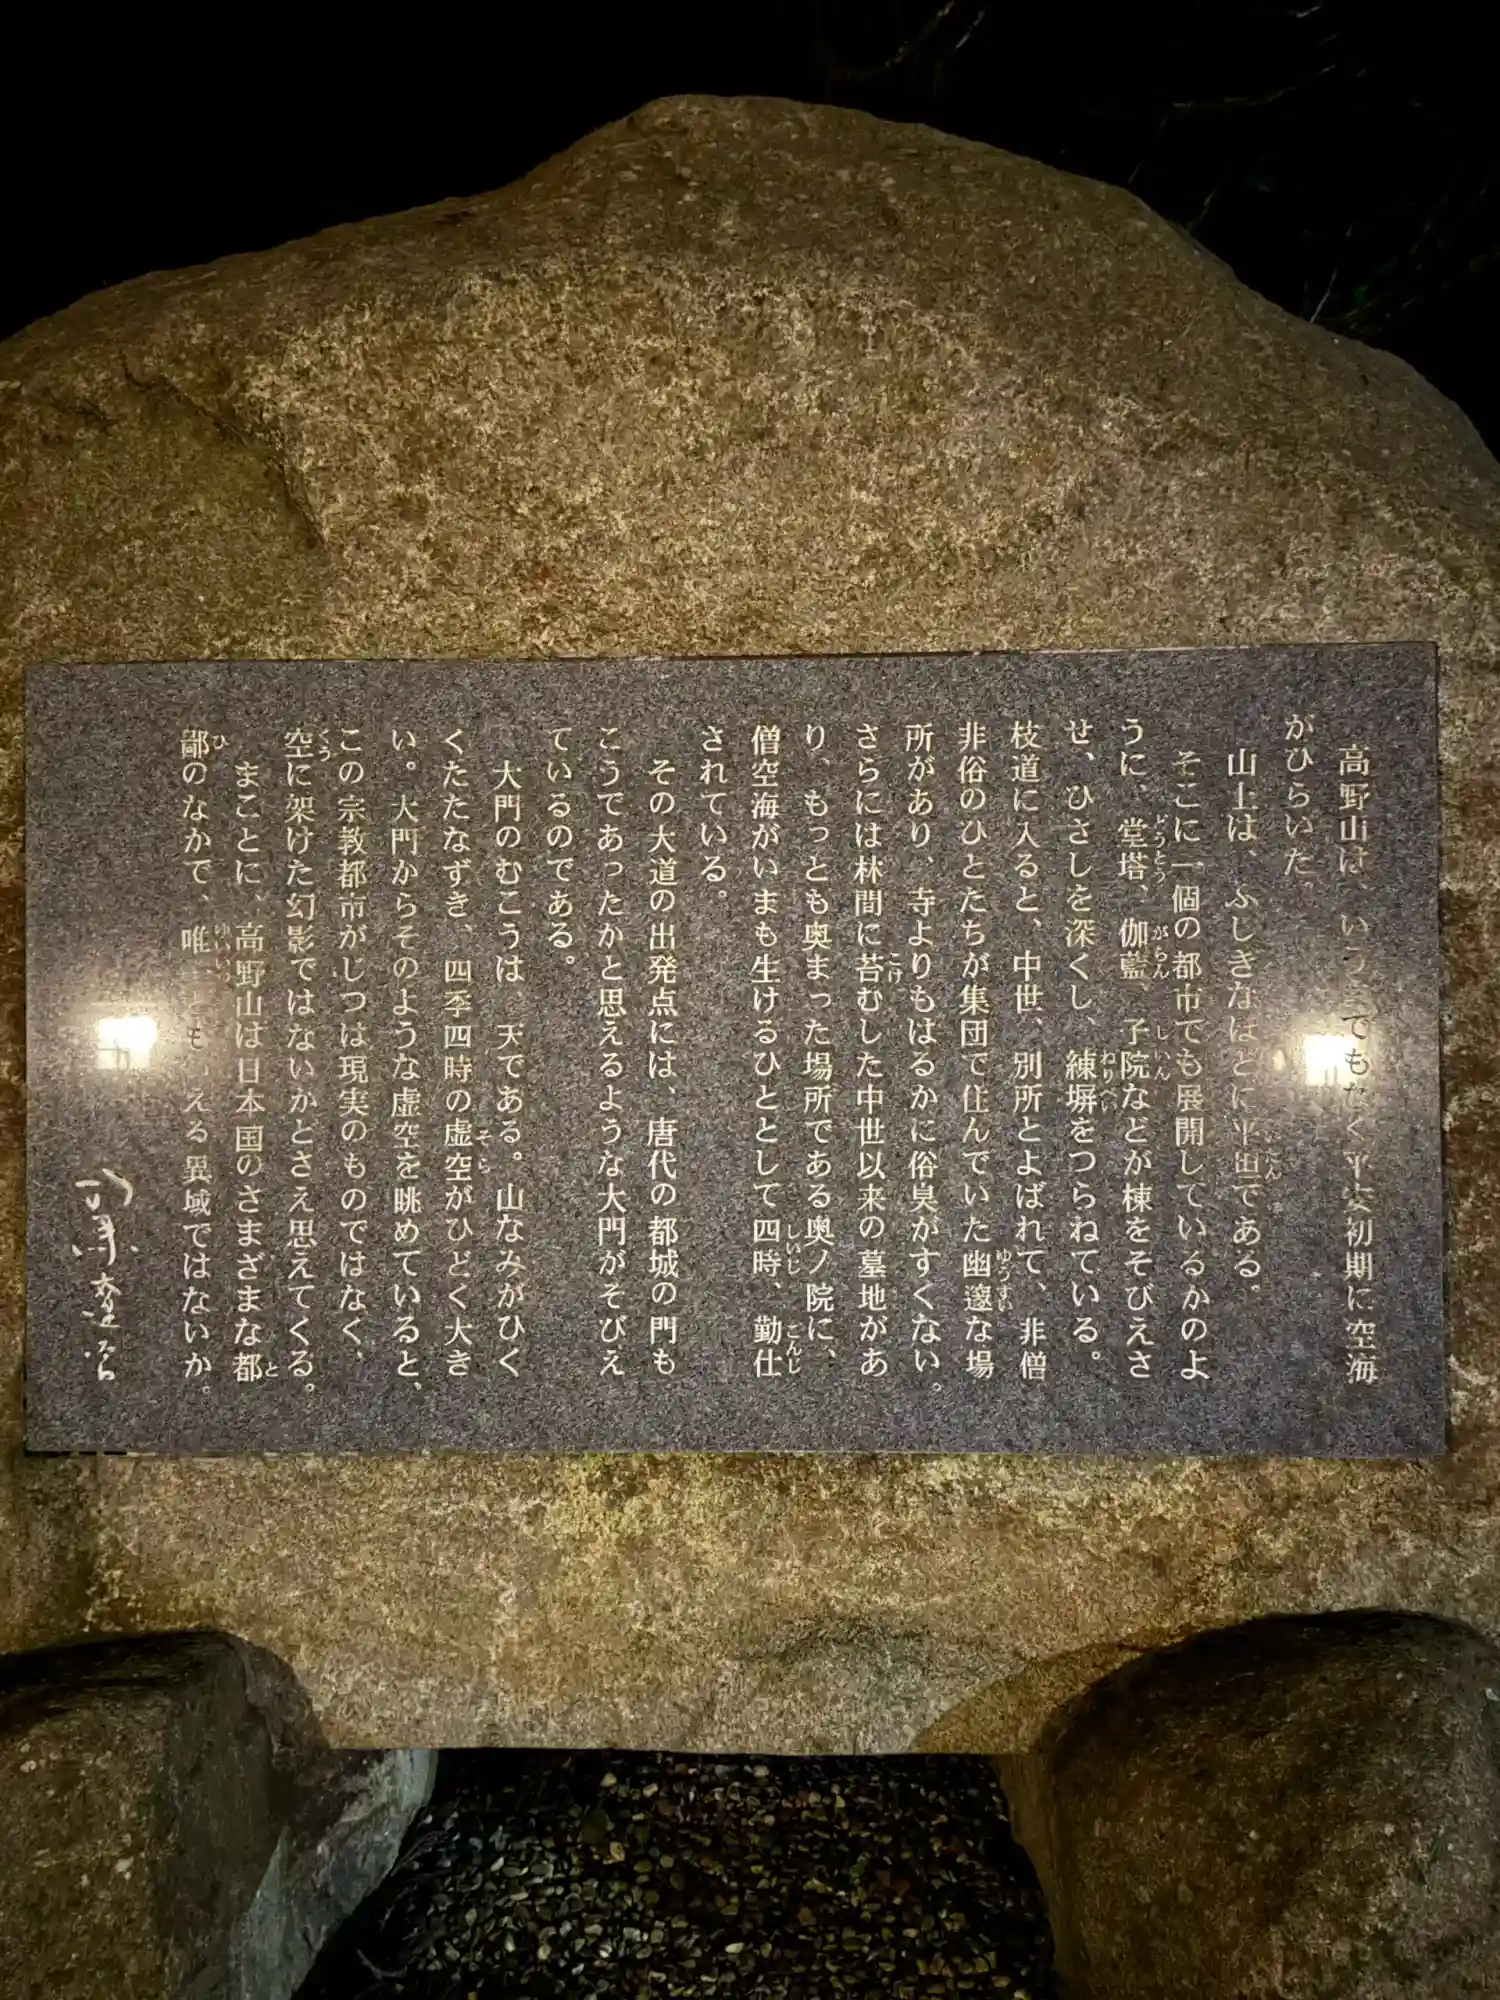 高野山は、いうまでもなく平安初期に空海
がひらいた。
山上は、ふしぎなほどに平坦である。
そこに一個の都市でも展開しているかのよ
うに、堂塔、伽藍、子院などが棟をそびえさ
せ、ひさしを深くし、練塀をつらねている。
枝道に入ると、中世、別所とよばれて、非僧
非俗のひとたちが集団で住んでいた幽邃な場
所があり、寺よりもはるかに俗臭がすくない。
さらには林間に苔むした中世以来の墓地があ
り、もっとも奥まった場所である奥ノ院に、
僧空海がいまも生けるひととして四時、勤仕
されている。
その大道の出発点には、唐代の都城の門も
こうであったかと思えるような大門がそびえ
ているのである。
大門のむこうは、天である。山なみがひく
くたたなずき、四季四時の虚空がひどく大き
い。大門からそのような虚空を眺めていると、
この宗教都市がじつは現実のものではなく、
空に架けた幻影ではないかとさえ思えてくる。
まことに、高野山は日本国のさまざまな都
鄙のなかで、唯一ともいえる異域ではないか。
司馬遼太郎